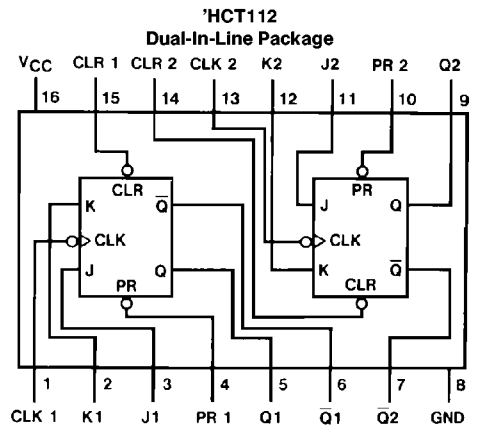 'HCT112
Dual-In-Line Package
VCC CLR 1 CLR 2 CLK 2 K2 J2 PR 2 Q2
16 15 14 13 12 11 10 9
CLR PR
K Q̅ J Q
CLK CLK
J Q K Q̅
PR CLR
1 2 3 4 5 6 7 8
CLK 1 K1 J1 PR 1 Q1 Q̅1 Q̅2 GND